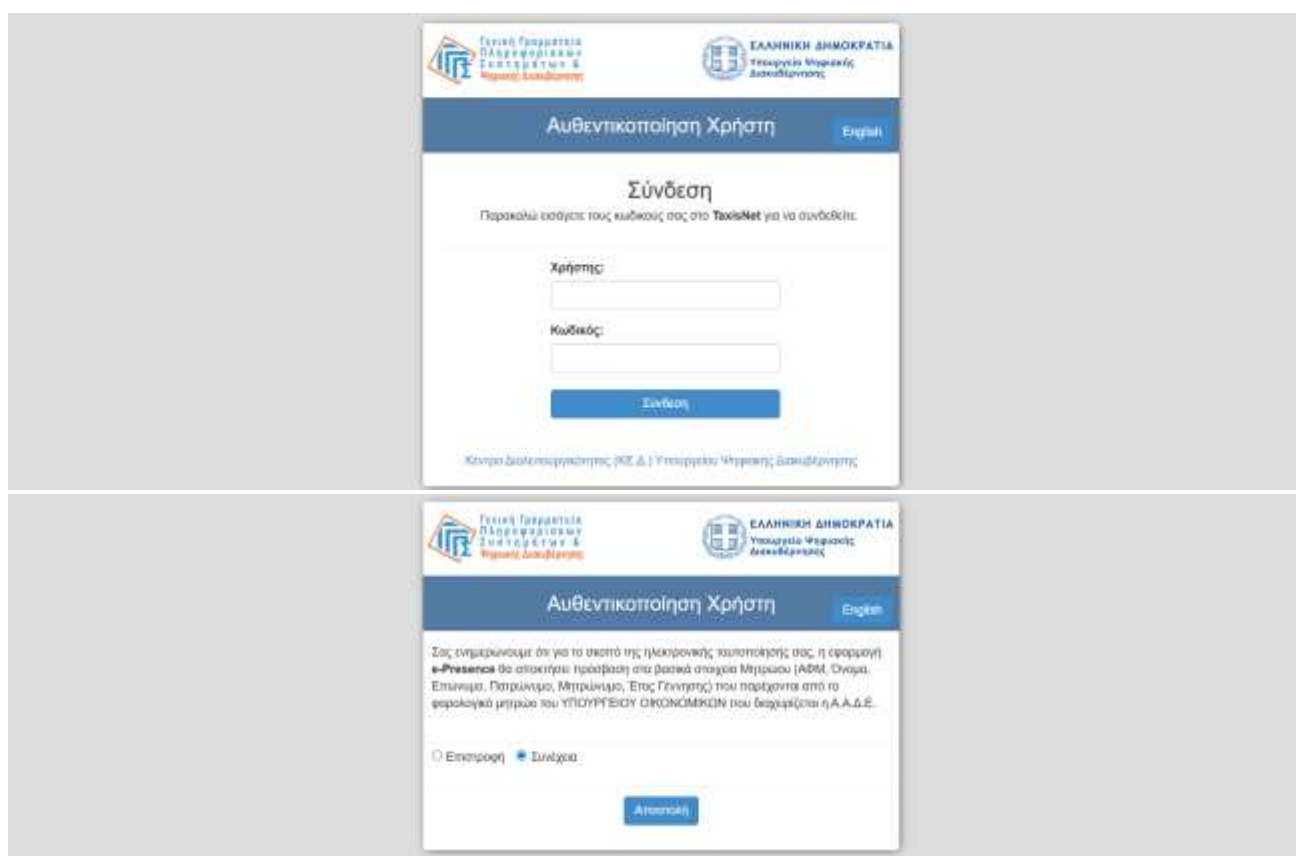 Γενική Γραμματεία
Πληροφοριακών
Συστημάτων &
Ψηφιακής Διακυβέρνησης
ΕΛΛΗΝΙΚΗ ΔΗΜΟΚΡΑΤΙΑ
Υπουργείο Ψηφιακής
Διακυβέρνησης
Αυθεντικοποίηση Χρήστη
English
Σύνδεση
Παρακαλώ εισάγετε τους κωδικούς σας στο TaxisNet για να συνδεθείτε.
Χρήστης:
Κωδικός:
Σύνδεση
Κέντρο Διαλειτουργικότητας (ΚΕ.Δ.) Υπουργείου Ψηφιακής Διακυβέρνησης
Γενική Γραμματεία
Πληροφοριακών
Συστημάτων &
Ψηφιακής Διακυβέρνησης
ΕΛΛΗΝΙΚΗ ΔΗΜΟΚΡΑΤΙΑ
Υπουργείο Ψηφιακής
Διακυβέρνησης
Αυθεντικοποίηση Χρήστη
English
Σας ενημερώνουμε ότι για το σκοπό της ηλεκτρονικής ταυτοποίησής σας, η εφαρμογή
e-Presence θα αποκτήσει πρόσβαση στα βασικά στοιχεία Μητρώου (ΑΦΜ, Όνομα,
Επώνυμο, Πατρώνυμο, Μητρώνυμο, Έτος Γέννησης) που παρέχονται από το
φορολογικό μητρώο του ΥΠΟΥΡΓΕΙΟΥ ΟΙΚΟΝΟΜΙΚΩΝ που διαχειρίζεται η Α.Α.Δ.Ε.
Επιστροφή Συνέχεια
Αποστολή